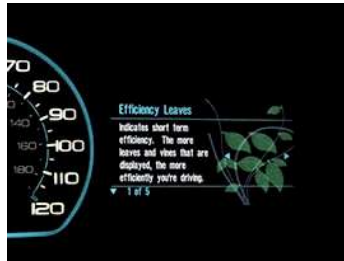 70
80
90
100
110
120
140
160
180
Efficiency Leaves
Indicates short term
efficiency. The more
leaves and vines that are
displayed, the more
efficiently you're driving.
1 of 5